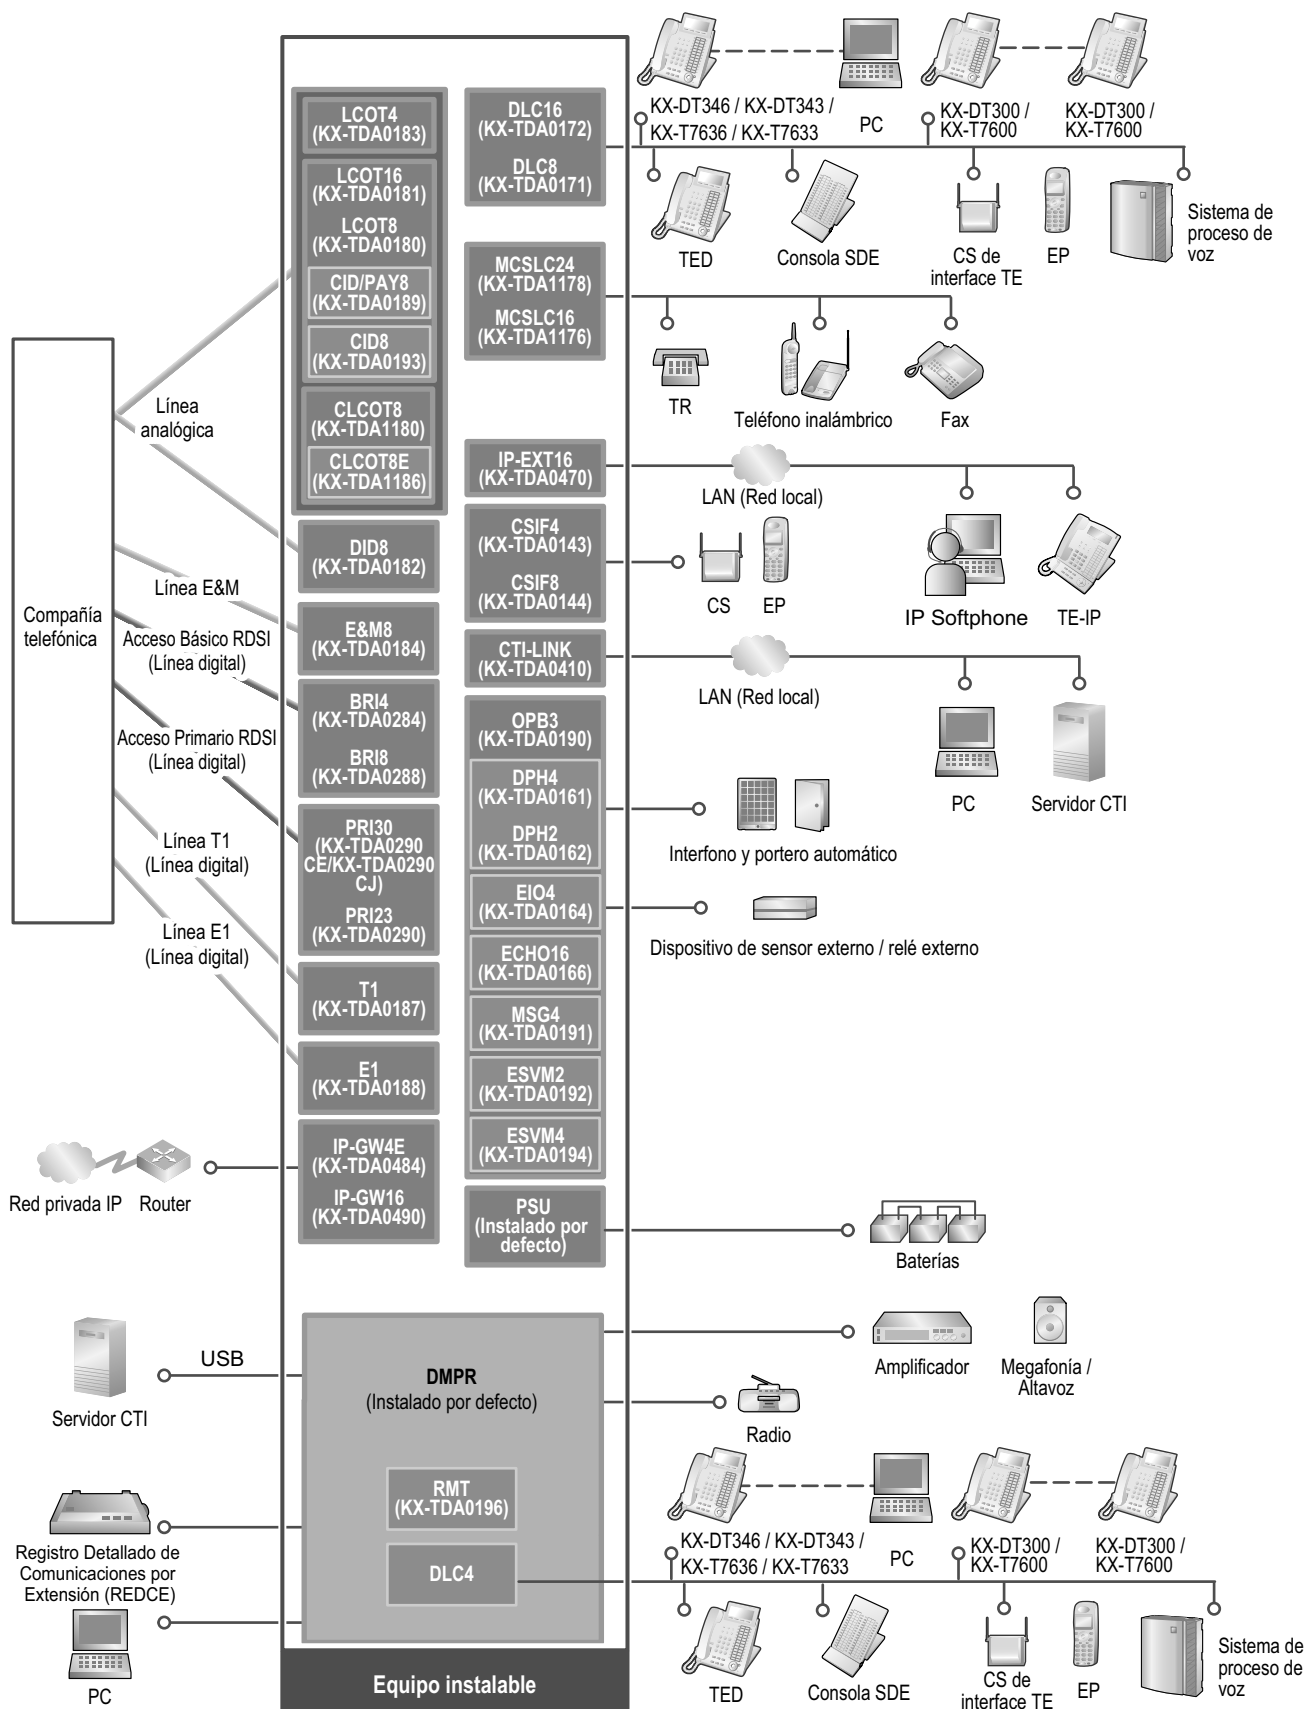 KX-DT346 / KX-DT343 /
KX-T7636 / KX-T7633
PC
KX-DT300 /
KX-T7600
KX-DT300 /
KX-T7600
TED
Consola SDE
CS de
interface TE
EP
Sistema de
proceso de
voz
LCOT4
(KX-TDA0183)
LCOT16
(KX-TDA0181)
LCOT8
(KX-TDA0180)
CID/PAY8
(KX-TDA0189)
CID8
(KX-TDA0193)
CLCOT8
(KX-TDA1180)
CLCOT8E
(KX-TDA1186)
DID8
(KX-TDA0182)
E&M8
(KX-TDA0184)
BRI4
(KX-TDA0284)
BRI8
(KX-TDA0288)
PRI30
(KX-TDA0290
CE/KX-TDA0290
CJ)
PRI23
(KX-TDA0290)
T1
(KX-TDA0187)
E1
(KX-TDA0188)
IP-GW4E
(KX-TDA0484)
IP-GW16
(KX-TDA0490)
DLC16
(KX-TDA0172)
DLC8
(KX-TDA0171)
MCSLC24
(KX-TDA1178)
MCSLC16
(KX-TDA1176)
IP-EXT16
(KX-TDA0470)
CSIF4
(KX-TDA0143)
CSIF8
(KX-TDA0144)
CTI-LINK
(KX-TDA0410)
OPB3
(KX-TDA0190)
DPH4
(KX-TDA0161)
DPH2
(KX-TDA0162)
EIO4
(KX-TDA0164)
ECHO16
(KX-TDA0166)
MSG4
(KX-TDA0191)
ESVM2
(KX-TDA0192)
ESVM4
(KX-TDA0194)
PSU
(Instalado por
defecto)
TR
Teléfono inalámbrico
Fax
LAN (Red local)
CS
EP
IP Softphone
TE-IP
LAN (Red local)
PC
Servidor CTI
Interfono y portero automático
Dispositivo de sensor externo / relé externo
Baterías
Amplificador
Megafonía /
Altavoz
Radio
Compañía
telefónica
Línea
analógica
Línea E&M
Acceso Básico RDSI
(Línea digital)
Acceso Primario RDSI
(Línea digital)
Línea T1
(Línea digital)
Línea E1
(Línea digital)
Red privada IP
Router
USB
Servidor CTI
Registro Detallado de
Comunicaciones por
Extensión (REDCE)
PC
DMPR
(Instalado por defecto)
RMT
(KX-TDA0196)
DLC4
Equipo instalable
KX-DT346 / KX-DT343 /
KX-T7636 / KX-T7633
PC
KX-DT300 /
KX-T7600
KX-DT300 /
KX-T7600
TED
Consola SDE
CS de
interface TE
EP
Sistema de
proceso de
voz